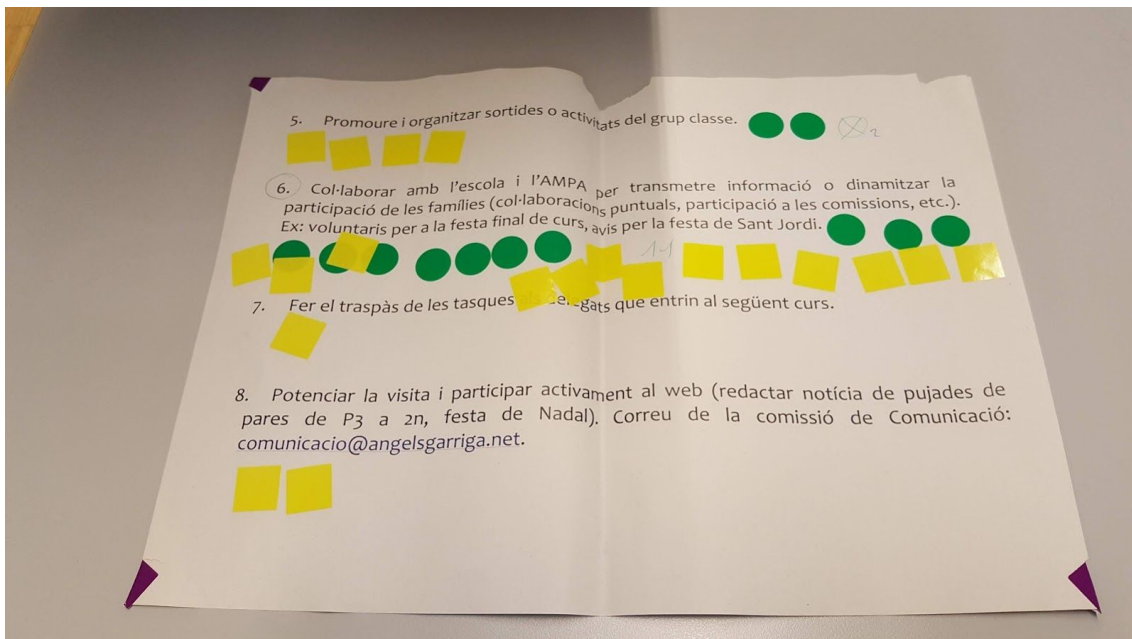 5. Promoure i organitzar sortides o activitats del grup classe. 2
6. Col·laborar amb l'escola i l'AMPA per transmetre informació o dinamitzar la
participació de les famílies (col·laboracions puntuals, participació a les comissions, etc.).
Ex: voluntaris per a la festa final de curs, avis per la festa de Sant Jordi.
11
7. Fer el traspàs de les tasques que entrin al següent curs.
8. Potenciar la visita i participar activament al web (redactar notícia de pujades de
pares de P3 a 2n, festa de Nadal). Correu de la comissió de Comunicació:
comunicacio@angelsgarriga.net.